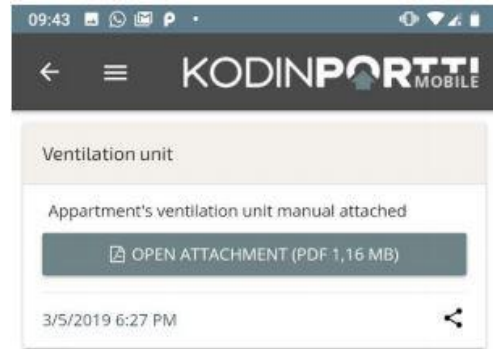 09:43
KODINPORTTI
MOBILE
Ventilation unit
Appartment's ventilation unit manual attached
OPEN ATTACHMENT (PDF 1,16 MB)
3/5/2019 6:27 PM